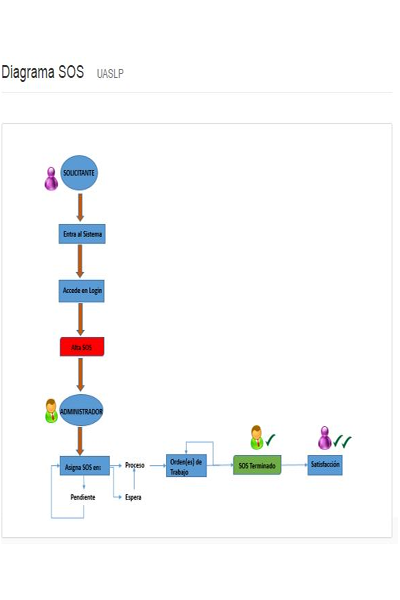 Diagrama SOS UASLP
SOLICITANTE
Entra al Sistema
Accede en Login
Alta SOS
ADMINISTRADOR
Asigna SOS en:
Proceso
Orden(es) de
Trabajo
SOS Terminado
Satisfacción
Pendiente
Espera